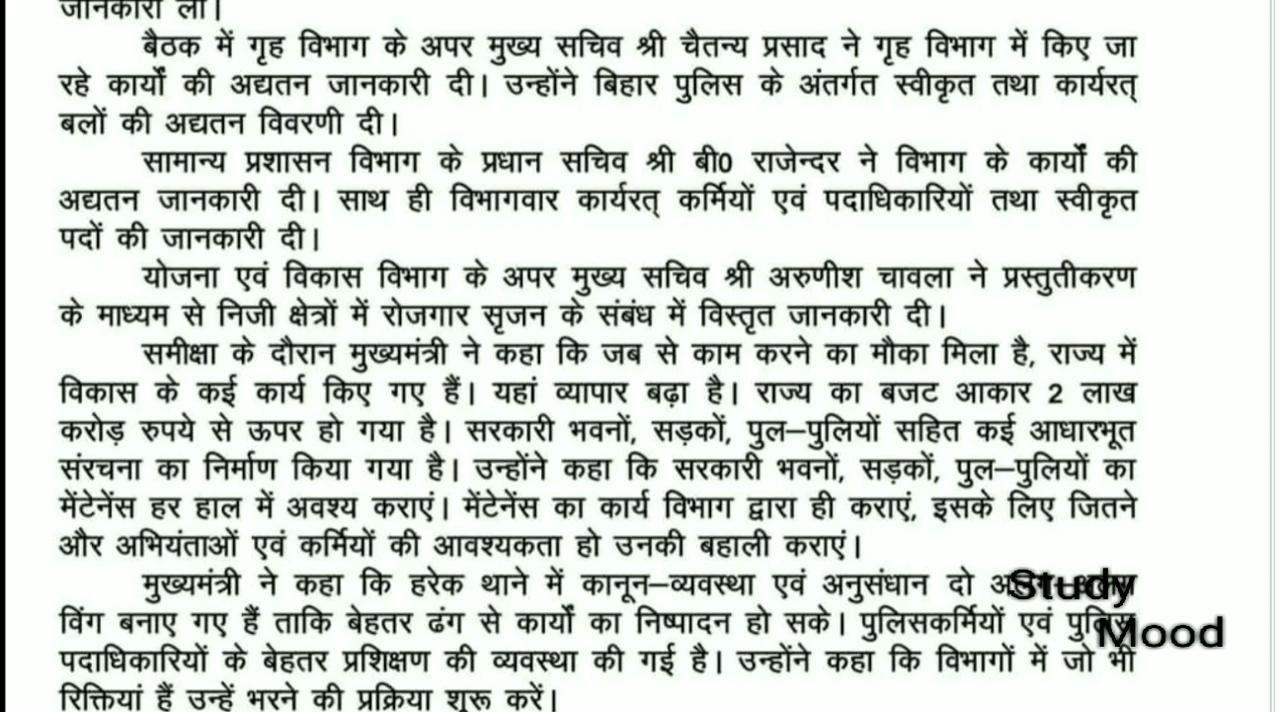 जानकारी ली।
बैठक में गृह विभाग के अपर मुख्य सचिव श्री चैतन्य प्रसाद ने गृह विभाग में किए जा
रहे कार्यों की अद्यतन जानकारी दी। उन्होंने बिहार पुलिस के अंतर्गत स्वीकृत तथा कार्यरत्
बलों की अद्यतन विवरणी दी।
सामान्य प्रशासन विभाग के प्रधान सचिव श्री बी0 राजेन्दर ने विभाग के कार्यों की
अद्यतन जानकारी दी। साथ ही विभागवार कार्यरत् कर्मियों एवं पदाधिकारियों तथा स्वीकृत
पदों की जानकारी दी।
योजना एवं विकास विभाग के अपर मुख्य सचिव श्री अरुणीश चावला ने प्रस्तुतीकरण
के माध्यम से निजी क्षेत्रों में रोजगार सृजन के संबंध में विस्तृत जानकारी दी।
समीक्षा के दौरान मुख्यमंत्री ने कहा कि जब से काम करने का मौका मिला है, राज्य में
विकास के कई कार्य किए गए हैं। यहां व्यापार बढ़ा है। राज्य का बजट आकार 2 लाख
करोड़ रुपये से ऊपर हो गया है। सरकारी भवनों, सड़कों, पुल–पुलियों सहित कई आधारभूत
संरचना का निर्माण किया गया है। उन्होंने कहा कि सरकारी भवनों, सड़कों, पुल–पुलियों का
मेंटेनेंस हर हाल में अवश्य कराएं। मेंटेनेंस का कार्य विभाग द्वारा ही कराएं, इसके लिए जितने
और अभियंताओं एवं कर्मियों की आवश्यकता हो उनकी बहाली कराएं।
मुख्यमंत्री ने कहा कि हरेक थाने में कानून–व्यवस्था एवं अनुसंधान दो
विंग बनाए गए हैं ताकि बेहतर ढंग से कार्यों का निष्पादन हो सके। पुलिसकर्मियों एवं पुलिस
पदाधिकारियों के बेहतर प्रशिक्षण की व्यवस्था की गई है। उन्होंने कहा कि विभागों में जो भी
रिक्तियां हैं उन्हें भरने की प्रक्रिया शुरू करें।
Study
Mood